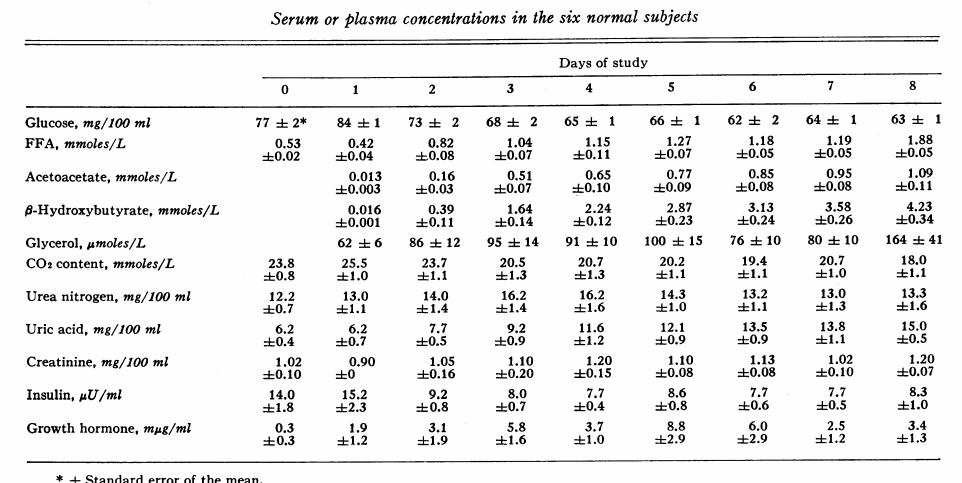 Serum or plasma concentrations in the six normal subjects
Days of study
0 1 2 3 4 5 6 7 8
Glucose, mg/100 ml 77 ± 2* 84 ± 1 73 ± 2 68 ± 2 65 ± 1 66 ± 1 62 ± 2 64 ± 1 63 ± 1
FFA, mmoles/L 0.53 0.42 0.82 1.04 1.15 1.27 1.18 1.19 1.88
±0.02 ±0.04 ±0.08 ±0.07 ±0.11 ±0.07 ±0.05 ±0.05 ±0.05
Acetoacetate, mmoles/L 0.013 0.16 0.51 0.65 0.77 0.85 0.95 1.09
±0.003 ±0.03 ±0.07 ±0.10 ±0.09 ±0.08 ±0.08 ±0.11
β-Hydroxybutyrate, mmoles/L 0.016 0.39 1.64 2.24 2.87 3.13 3.58 4.23
±0.001 ±0.11 ±0.14 ±0.12 ±0.23 ±0.24 ±0.26 ±0.34
Glycerol, μmoles/L 62 ± 6 86 ± 12 95 ± 14 91 ± 10 100 ± 15 76 ± 10 80 ± 10 164 ± 41
CO₂ content, mmoles/L 23.8 25.5 23.7 20.5 20.7 20.2 19.4 20.7 18.0
±0.8 ±1.0 ±1.1 ±1.3 ±1.3 ±1.1 ±1.1 ±1.0 ±1.1
Urea nitrogen, mg/100 ml 12.2 13.0 14.0 16.2 16.2 14.3 13.2 13.0 13.3
±0.7 ±1.1 ±1.4 ±1.4 ±1.6 ±1.0 ±1.1 ±1.3 ±1.6
Uric acid, mg/100 ml 6.2 6.2 7.7 9.2 11.6 12.1 13.5 13.8 15.0
±0.4 ±0.7 ±0.5 ±0.9 ±1.2 ±0.9 ±0.9 ±1.1 ±0.5
Creatinine, mg/100 ml 1.02 0.90 1.05 1.10 1.20 1.10 1.13 1.02 1.20
±0.10 ±0 ±0.16 ±0.20 ±0.15 ±0.08 ±0.08 ±0.10 ±0.07
Insulin, μU/ml 14.0 15.2 9.2 8.0 7.7 8.6 7.7 7.7 8.3
±1.8 ±2.3 ±0.8 ±0.7 ±0.4 ±0.8 ±0.6 ±0.5 ±1.0
Growth hormone, mμg/ml 0.3 1.9 3.1 5.8 3.7 8.8 6.0 2.5 3.4
±0.3 ±1.2 ±1.9 ±1.6 ±1.0 ±2.9 ±2.9 ±1.2 ±1.3
* ± Standard error of the mean.